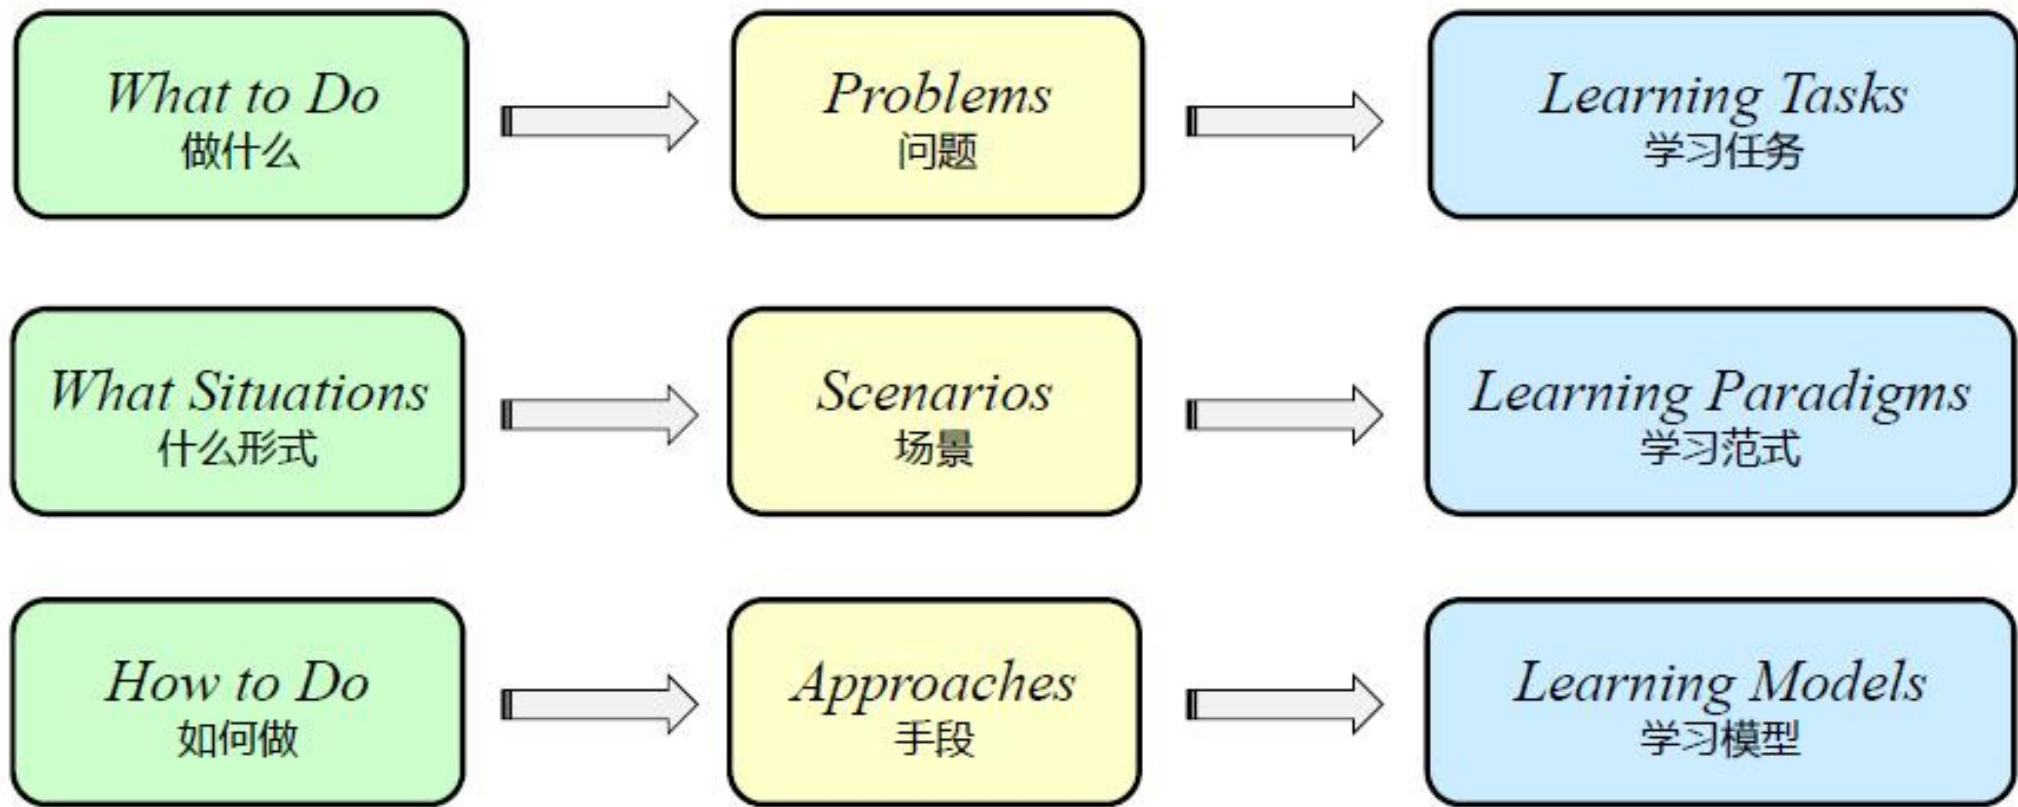 What to Do
做什么
Problems
问题
Learning Tasks
学习任务
What Situations
什么形式
Scenarios
场景
Learning Paradigms
学习范式
How to Do
如何做
Approaches
手段
Learning Models
学习模型